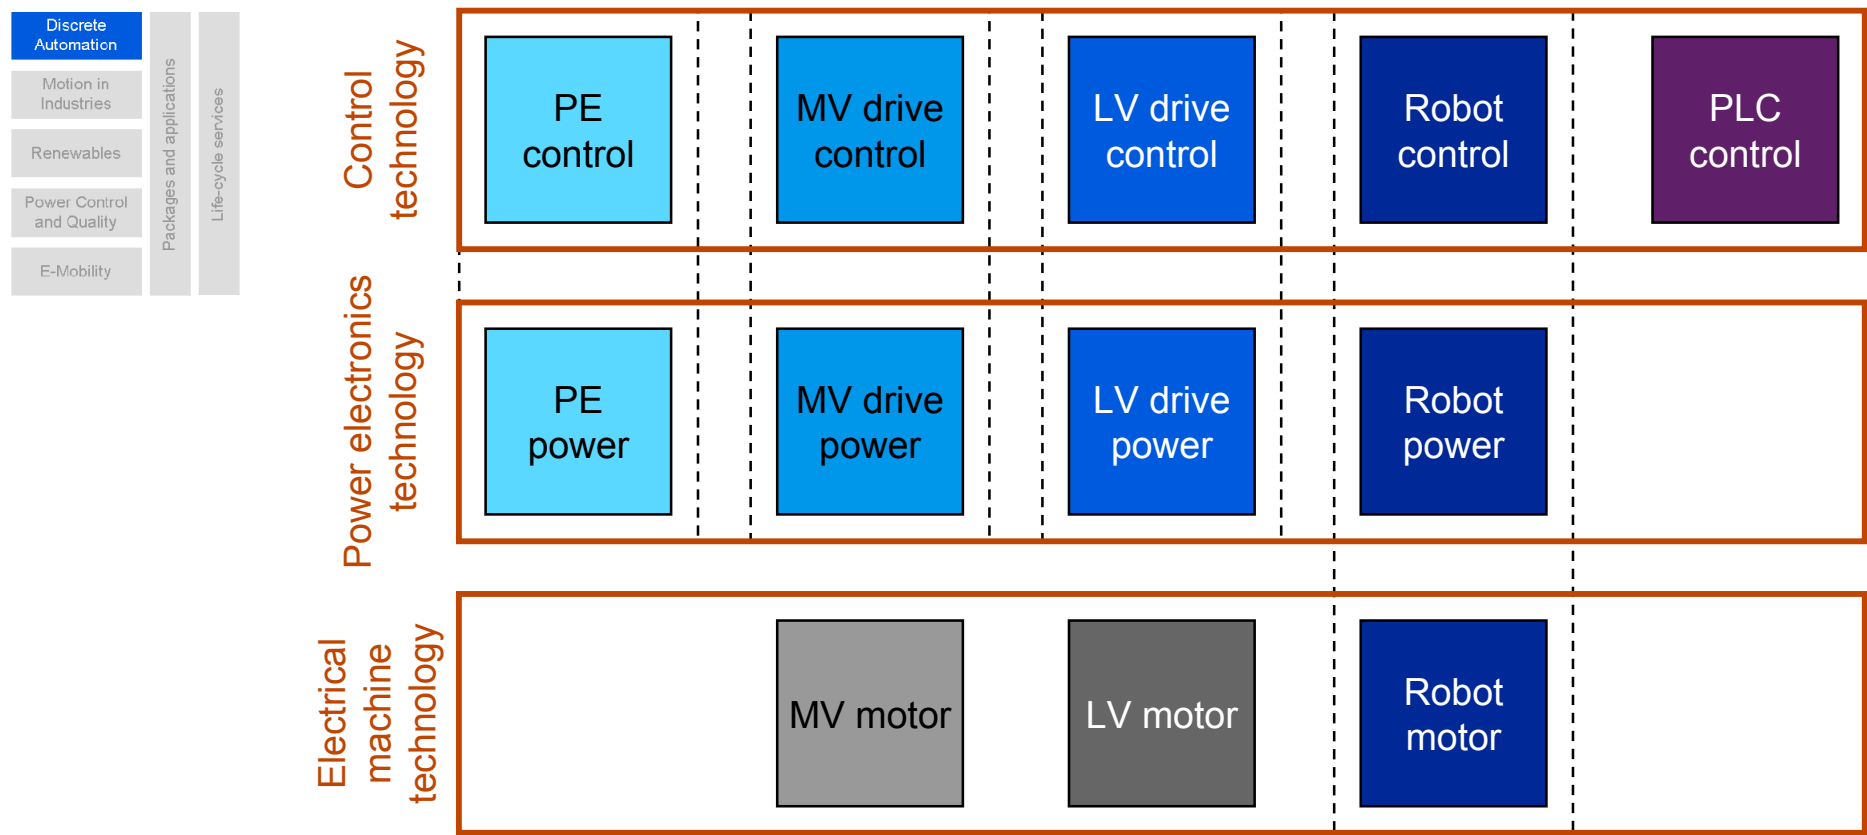 Discrete
Automation
Motion in
Industries
Renewables
Power Control
and Quality
E-Mobility
Packages and applications
Life-cycle services
Control
technology
PE
control
MV drive
control
LV drive
control
Robot
control
PLC
control
Power electronics
technology
PE
power
MV drive
power
LV drive
power
Robot
power
Electrical
machine
technology
MV motor
LV motor
Robot
motor